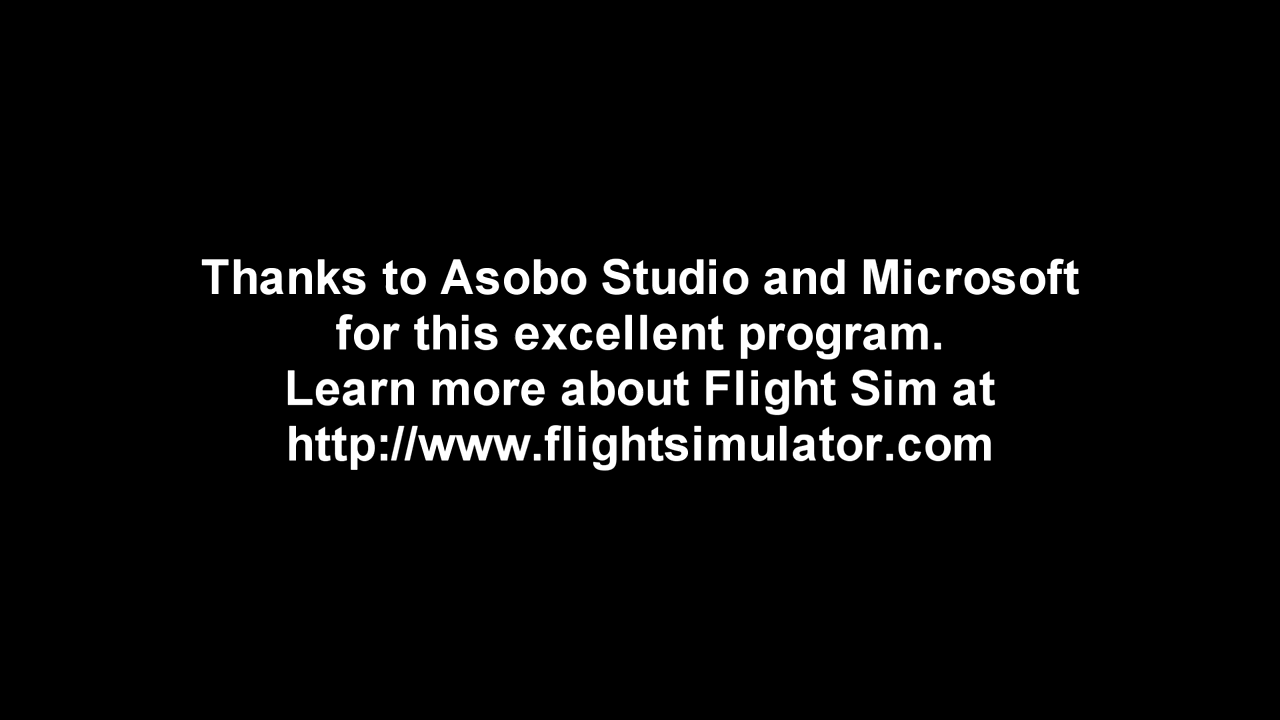 Thanks to Asobo Studio and Microsoft
for this excellent program.
Learn more about Flight Sim at
http://www.flightsimulator.com